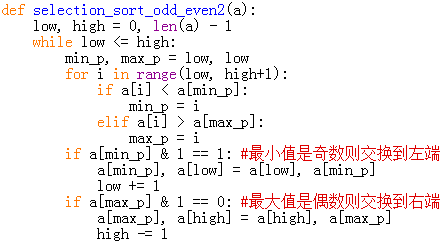 def selection_sort_odd_even2(a):
    low, high = 0, len(a) - 1
    while low <= high:
        min_p, max_p = low, low
        for i in range(low, high+1):
            if a[i] < a[min_p]:
                min_p = i
            elif a[i] > a[max_p]:
                max_p = i
        if a[min_p] & 1 == 1: #最小值是奇数则交换到左端
            a[min_p], a[low] = a[low], a[min_p]
            low += 1
        if a[max_p] & 1 == 0: #最大值是偶数则交换到右端
            a[max_p], a[high] = a[high], a[max_p]
            high -= 1